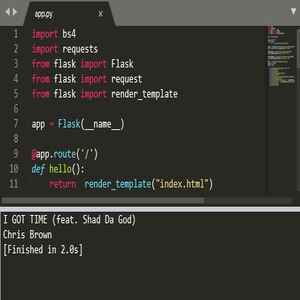 app.py x
1 import bs4
2 import requests
3 from flask import Flask
4 from flask import request
5 from flask import render_template
6
7 app = Flask(__name__)
8
9 @app.route('/')
10 def hello():
11 return render_template("index.html")
I GOT TIME (feat. Shad Da God)
Chris Brown
[Finished in 2.0s]